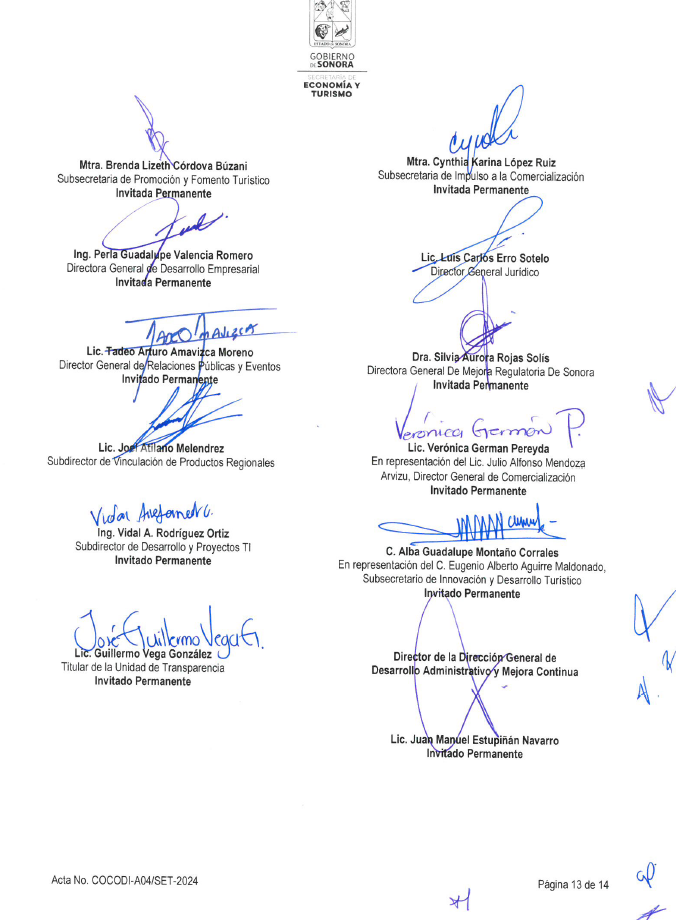 ESTADO DE SONORA
GOBIERNO
DE SONORA
SECRETARÍA DE
ECONOMÍA Y
TURISMO
Mtra. Brenda Lizeth Córdova Búzani
Subsecretaria de Promoción y Fomento Turístico
Invitada Permanente
Ing. Perla Guadalupe Valencia Romero
Directora General de Desarrollo Empresarial
Invitada Permanente
Tadeo Amavizca
Lic. Tadeo Arturo Amavizca Moreno
Director General de Relaciones Públicas y Eventos
Invitado Permanente
Lic. Joel Atilano Melendrez
Subdirector de Vinculación de Productos Regionales
Ing. Vidal A. Rodríguez Ortiz
Subdirector de Desarrollo y Proyectos TI
Invitado Permanente
José Guillermo Vega G.
Lic. Guillermo Vega González
Titular de la Unidad de Transparencia
Invitado Permanente
Mtra. Cynthia Karina López Ruiz
Subsecretaria de Impulso a la Comercialización
Invitada Permanente
Lic. Luis Carlos Erro Sotelo
Director General Jurídico
Dra. Silvia Aurora Rojas Solís
Directora General De Mejora Regulatoria De Sonora
Invitada Permanente
Verónica Germán P.
Lic. Verónica German Pereyda
En representación del Lic. Julio Alfonso Mendoza
Arvizu, Director General de Comercialización
Invitado Permanente
C. Alba Guadalupe Montaño Corrales
En representación del C. Eugenio Alberto Aguirre Maldonado,
Subsecretario de Innovación y Desarrollo Turístico
Invitado Permanente
Director de la Dirección General de
Desarrollo Administrativo y Mejora Continua
Lic. Juan Manuel Estupiñán Navarro
Invitado Permanente
Acta No. COCODI-A04/SET-2024
Página 13 de 14